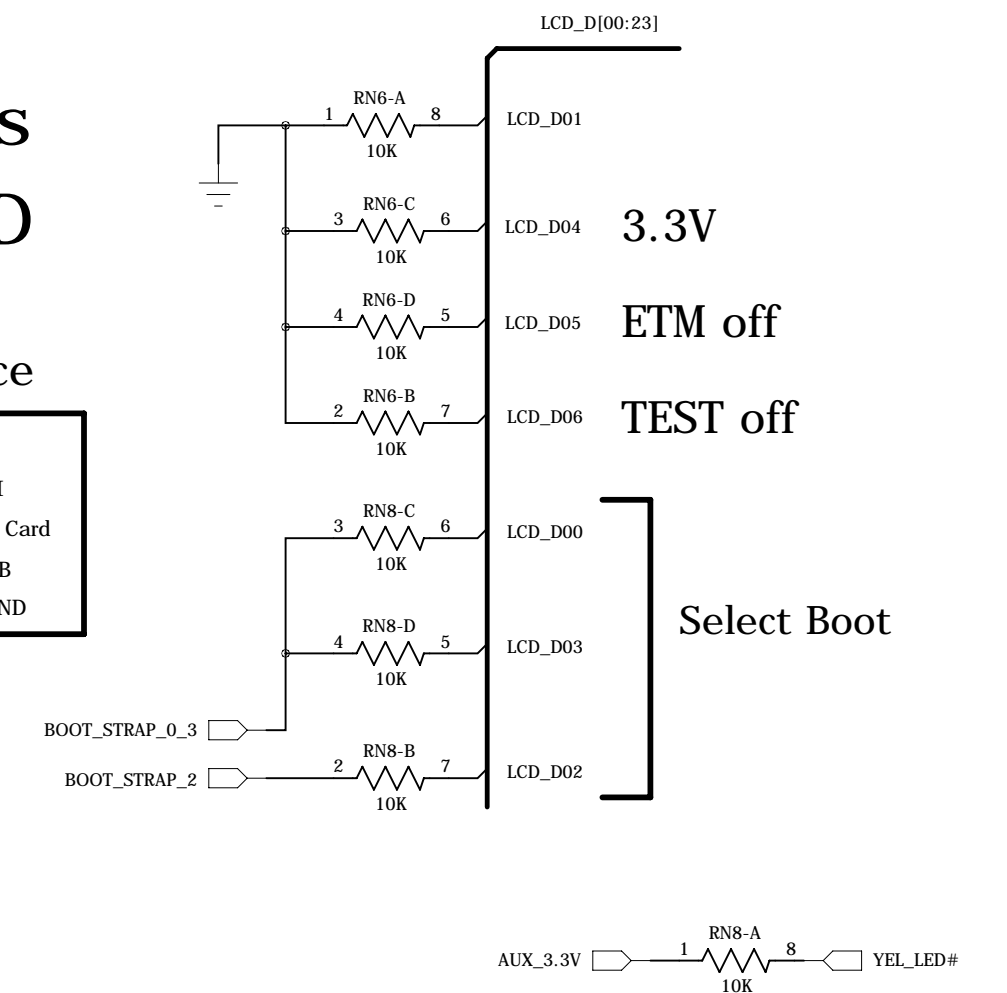 LCD_D[00:23]
RN6-A
1 8 LCD_D01
10K
RN6-C
3 6 LCD_D04 3.3V
10K
RN6-D
4 5 LCD_D05 ETM off
10K
RN6-B
2 7 LCD_D06 TEST off
10K
RN8-C
3 6 LCD_D00
10K
Card
Select Boot
RN8-D
4 5 LCD_D03
10K
BOOT_STRAP_0_3
RN8-B
BOOT_STRAP_2 2 7 LCD_D02
10K
RN8-A
AUX_3.3V 1 8 YEL_LED#
10K